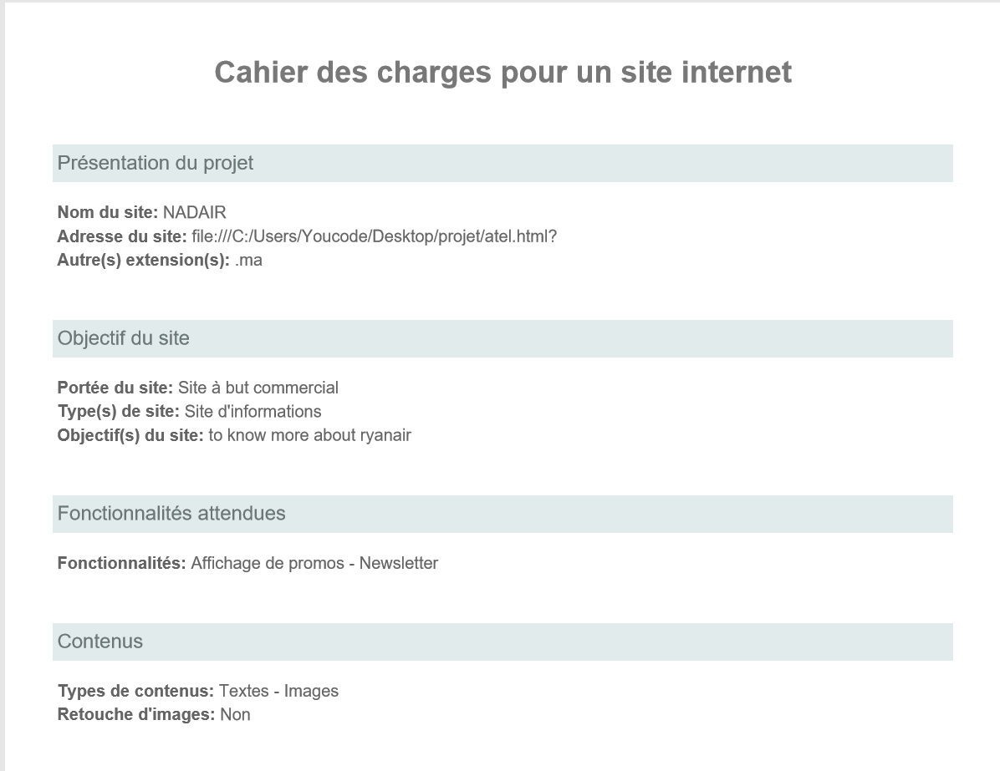 Cahier des charges pour un site internet
Présentation du projet
Nom du site: NADAIR
Adresse du site: file:///C:/Users/Youcode/Desktop/projet/atel.html?
Autre(s) extension(s): .ma
Objectif du site
Portée du site: Site à but commercial
Type(s) de site: Site d'informations
Objectif(s) du site: to know more about ryanair
Fonctionnalités attendues
Fonctionnalités: Affichage de promos - Newsletter
Contenus
Types de contenus: Textes - Images
Retouche d'images: Non